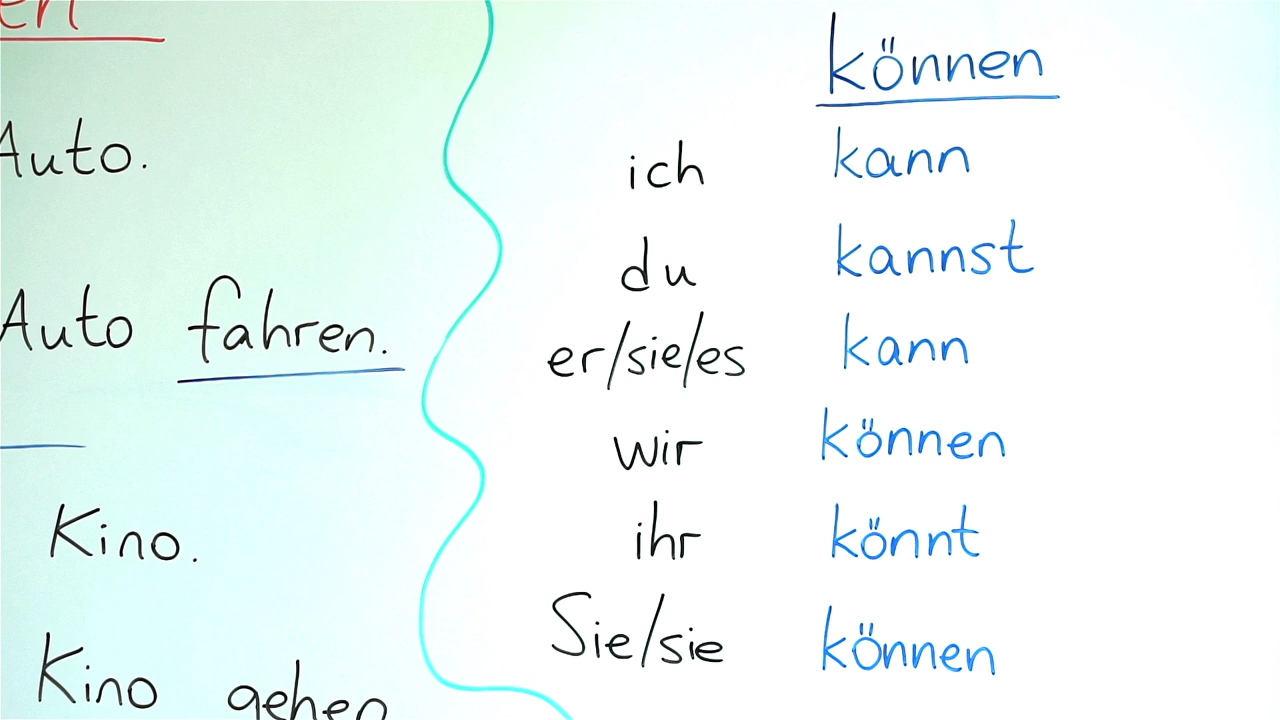 Auto.
Auto fahren.
Kino.
Kino gehen
können
ich kann
du kannst
er/sie/es kann
wir können
ihr könnt
Sie/sie können